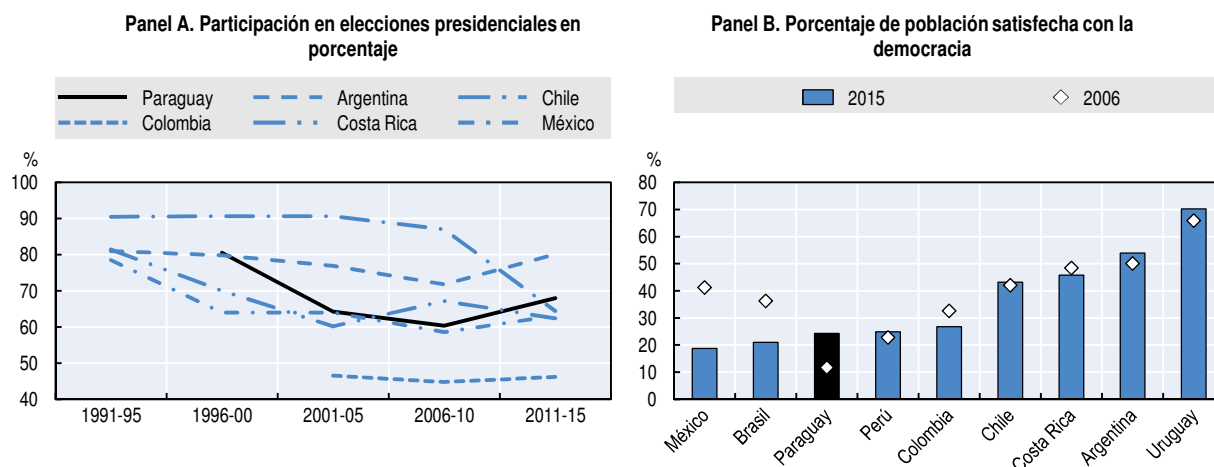 Panel A. Participación en elecciones presidenciales en
porcentaje
Paraguay Argentina Chile
Colombia Costa Rica México
%
100
90
80
70
60
50
40
1991-95 1996-00 2001-05 2006-10 2011-15
Panel B. Porcentaje de población satisfecha con la
democracia
2015 2006
%
80
70
60
50
40
30
20
10
0
México Brasil Paraguay Perú Colombia Chile Costa Rica Argentina Uruguay